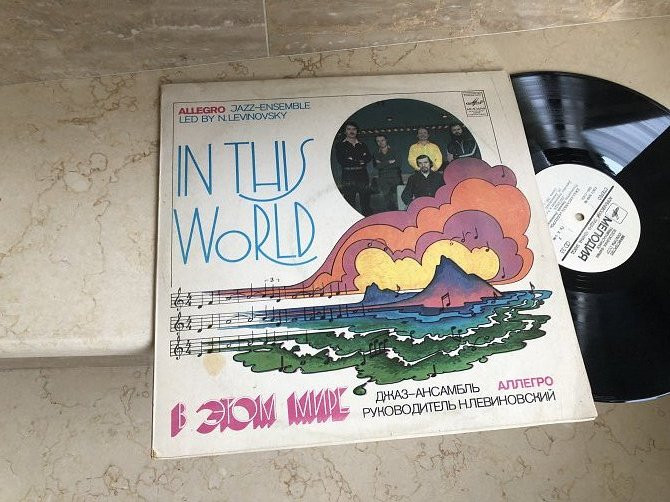 ALLEGRO JAZZ-ENSEMBLE
LED BY N.LEVINOVSKY
IN THIS
WORLD
В ЭТОМ МИРЕ
ДЖАЗ-АНСАМБЛЬ АЛЛЕГРО
РУКОВОДИТЕЛЬ Н.ЛЕВИНОВСКИЙ
МЕЛОДИЯ